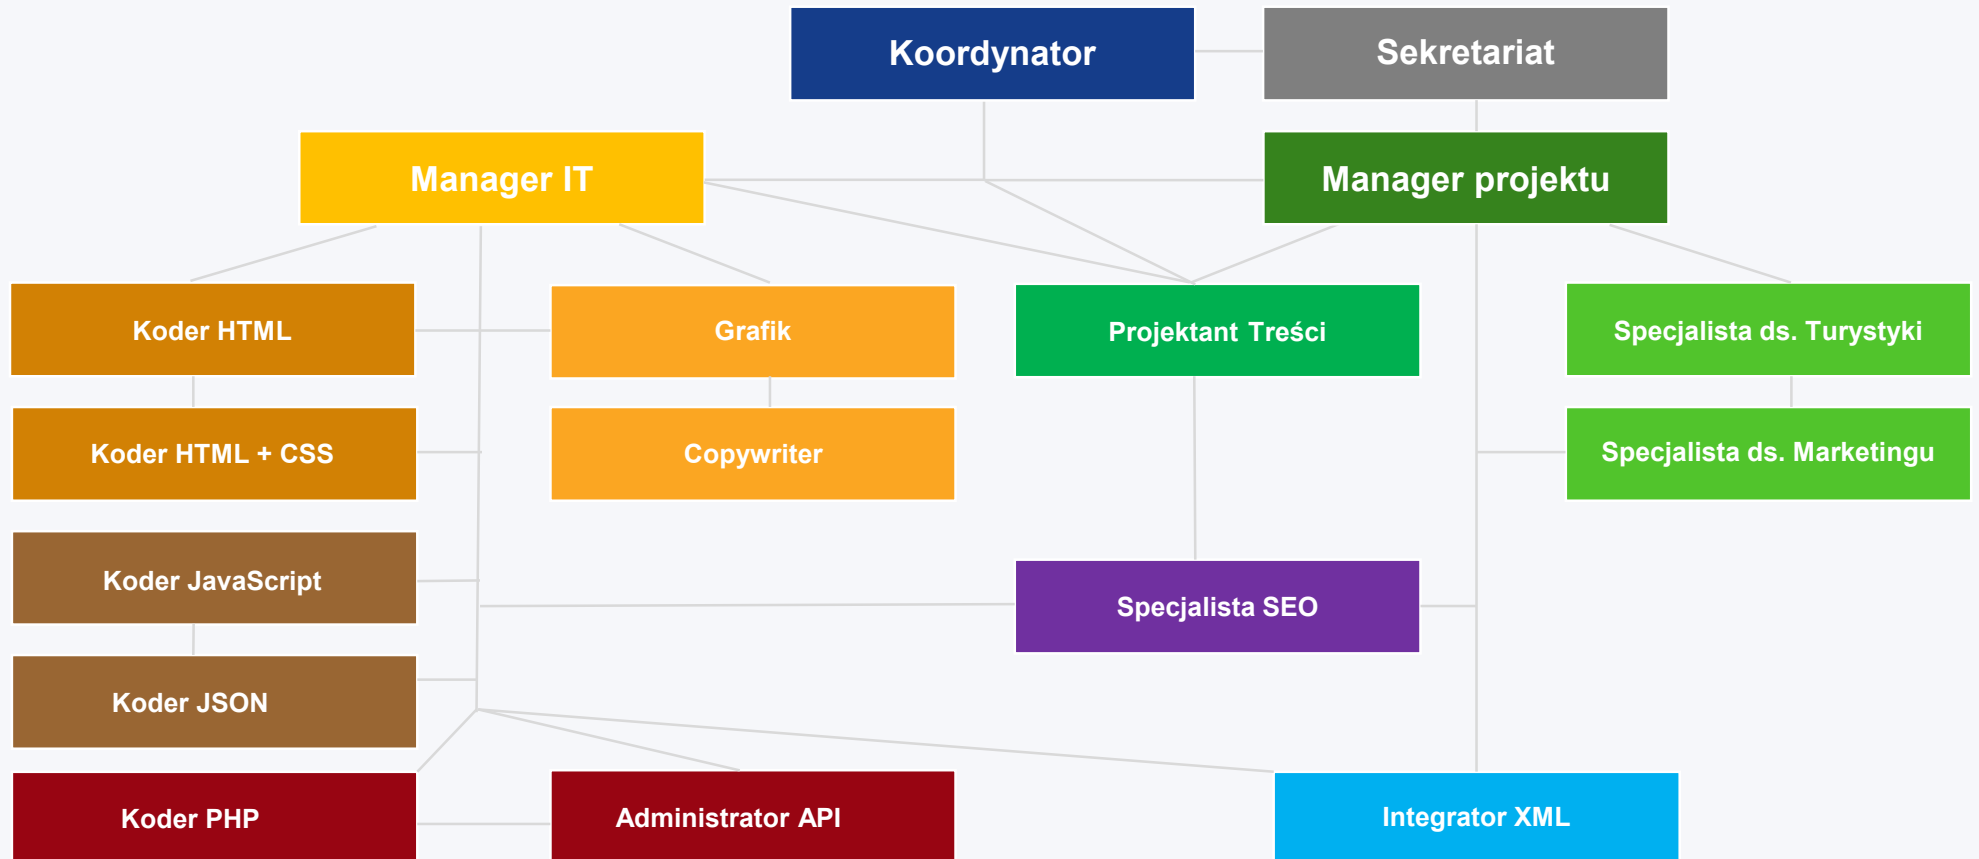 Koordynator
Sekretariat
Manager IT
Manager projektu
Koder HTML
Grafik
Projektant Treści
Specjalista ds. Turystyki
Koder HTML + CSS
Copywriter
Specjalista ds. Marketingu
Koder JavaScript
Specjalista SEO
Koder JSON
Koder PHP
Administrator API
Integrator XML